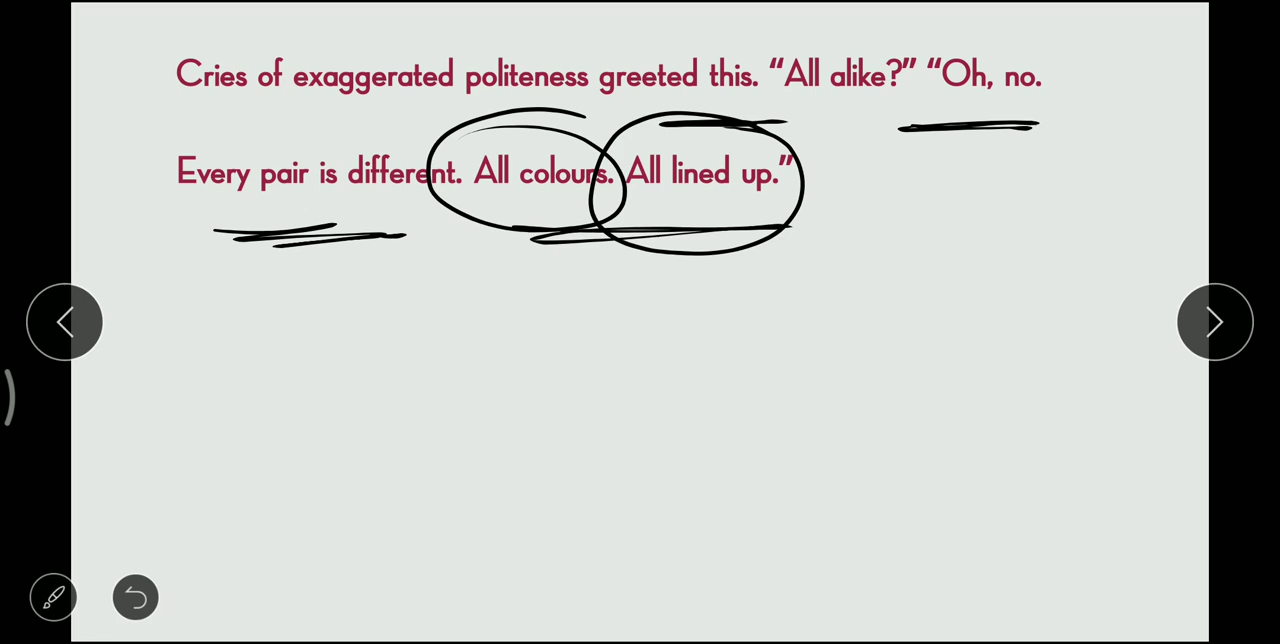 Cries of exaggerated politeness greeted this. “All alike?” “Oh, no.
Every pair is different. All colours. All lined up.”